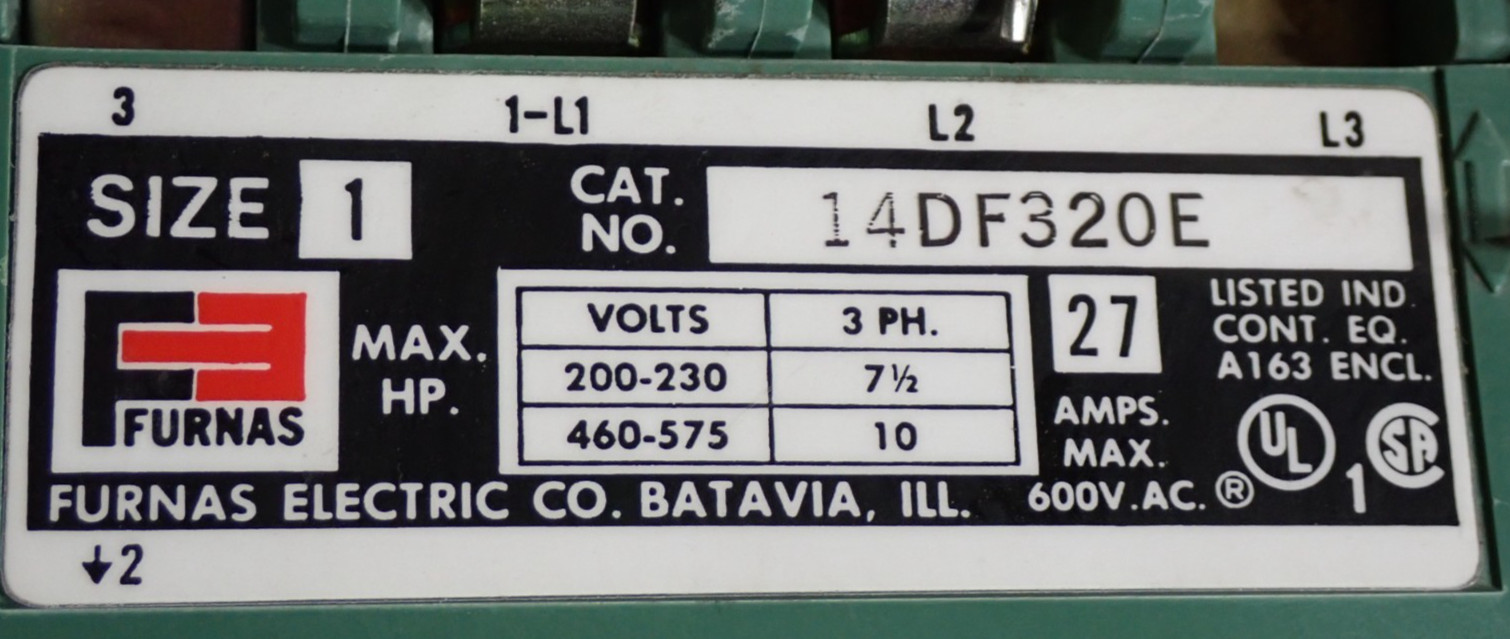 3 1-L1 L2 L3
SIZE 1 CAT. NO. 14DF320E
FURNAS
MAX. HP.
VOLTS 3 PH.
200-230 7½
460-575 10
27
AMPS.
MAX.
600V.AC.
LISTED IND.
CONT. EQ.
A163 ENCL.
® UL 1 SA
FURNAS ELECTRIC CO. BATAVIA, ILL.
↓2